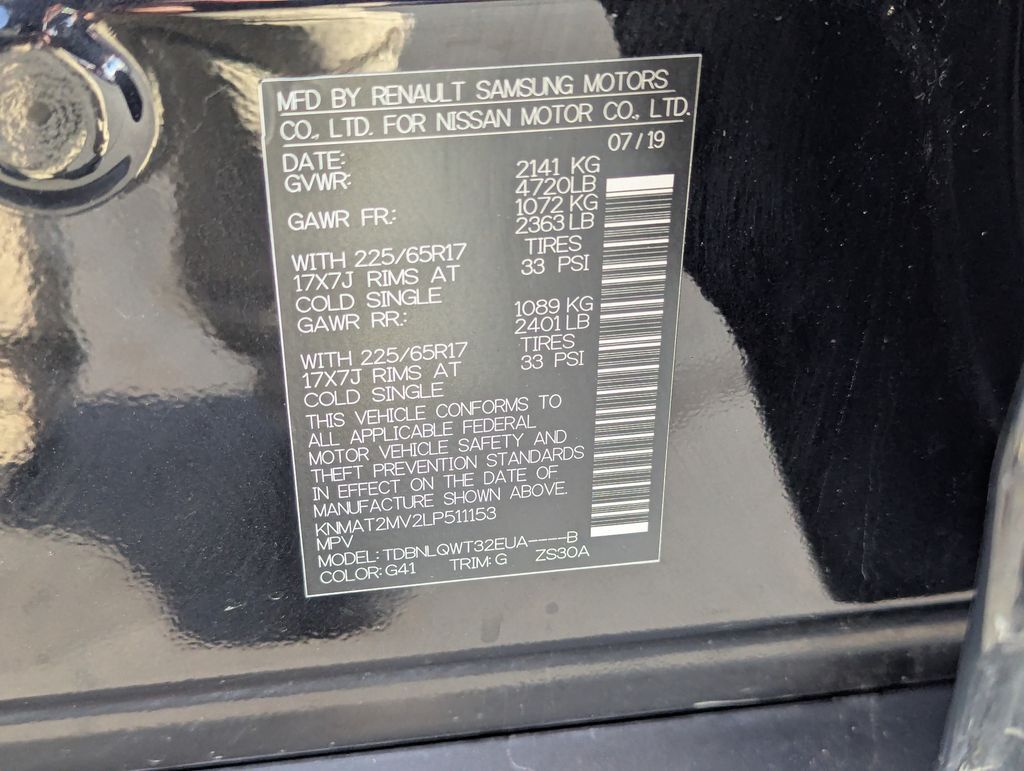 MFD BY RENAULT SAMSUNG MOTORS
CO., LTD. FOR NISSAN MOTOR CO., LTD.
DATE: 07/19
GVWR: 2141 KG
4720LB
GAWR FR.: 1072 KG
2363 LB
WITH 225/65R17 TIRES
17X7J RIMS AT 33 PSI
COLD SINGLE
GAWR RR.: 1089 KG
2401 LB
WITH 225/65R17 TIRES
17X7J RIMS AT 33 PSI
COLD SINGLE
THIS VEHICLE CONFORMS TO
ALL APPLICABLE FEDERAL
MOTOR VEHICLE SAFETY AND
THEFT PREVENTION STANDARDS
IN EFFECT ON THE DATE OF
MANUFACTURE SHOWN ABOVE.
KNMAT2MV2LP511153
MPV
MODEL: TDBNLQWT32EUA----B
COLOR: G41 TRIM: G ZS30A